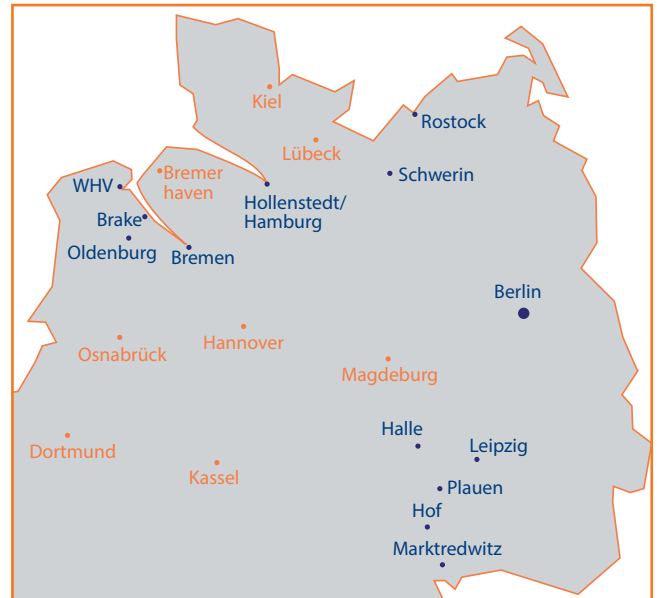 Kiel
Rostock
Lübeck
Bremer
haven
Schwerin
WHV
Hollenstedt/
Hamburg
Brake
Oldenburg
Bremen
Berlin
Osnabrück
Hannover
Magdeburg
Halle
Leipzig
Dortmund
Kassel
Plauen
Hof
Marktredwitz